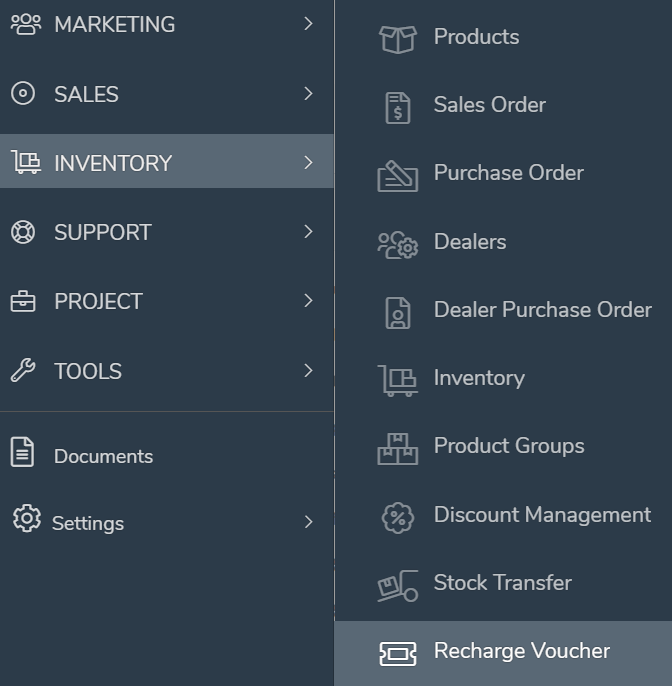 MARKETING
SALES
INVENTORY
SUPPORT
PROJECT
TOOLS
Documents
Settings
Products
Sales Order
Purchase Order
Dealers
Dealer Purchase Order
Inventory
Product Groups
Discount Management
Stock Transfer
Recharge Voucher